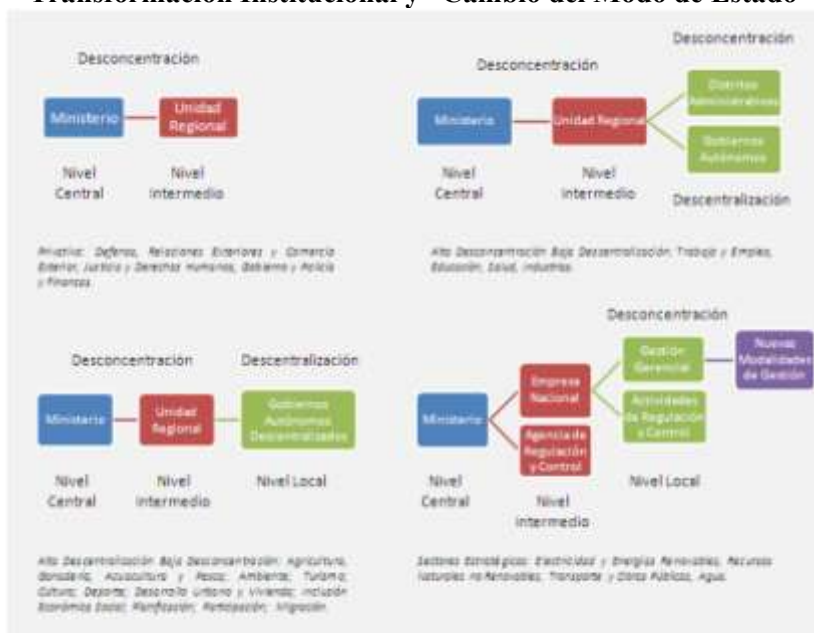 Transformación Institucional y Cambio del Modo de Estado
Desconcentración
Ministerio
Unidad
Regional
Nivel
Central
Nivel
Intermedio
Privativa: Defensa, Relaciones Exteriores y Comercio
Exterior, Justicia y Derechos Humanos, Gobierno y Policía
y Finanzas.
Desconcentración
Desconcentración
Ministerio
Unidad Regional
Distritos
Administrativos
Gobiernos
Autónomos
Nivel
Central
Nivel
Intermedio
Descentralización
Alta Desconcentración Baja Descentralización: Trabajo y Empleo,
Educación, Salud, Industrias.
Desconcentración
Descentralización
Ministerio
Unidad
Regional
Gobiernos
Autónomos
Descentralizados
Nivel
Central
Nivel
Intermedio
Nivel Local
Alta Descentralización Baja Desconcentración: Agricultura,
Ganadería, Acuacultura y Pesca; Ambiente; Turismo;
Cultura; Deporte; Desarrollo Urbano y Vivienda; Inclusión
Económica Social; Planificación; Participación; Migración.
Desconcentración
Ministerio
Empresa
Nacional
Agencia de
Regulación
y Control
Gestión
Gerencial
Actividades
de Regulación
y Control
Nuevas
Modalidades
de Gestión
Nivel
Central
Nivel
Intermedio
Nivel Local
Sectores Estratégicos: Electricidad y Energías Renovables, Recursos
Naturales no Renovables, Transporte y Obras Públicas, Agua.